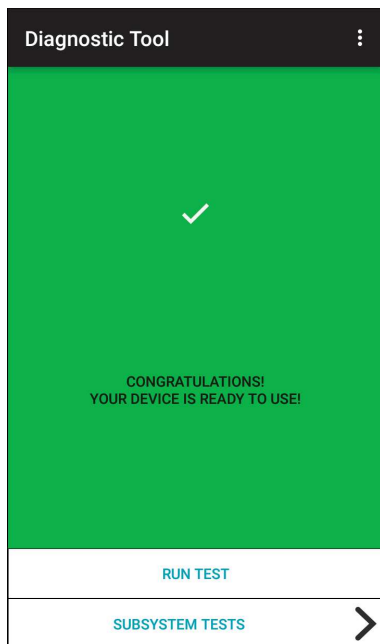 Diagnostic Tool
CONGRATULATIONS!
YOUR DEVICE IS READY TO USE!
RUN TEST
SUBSYSTEM TESTS